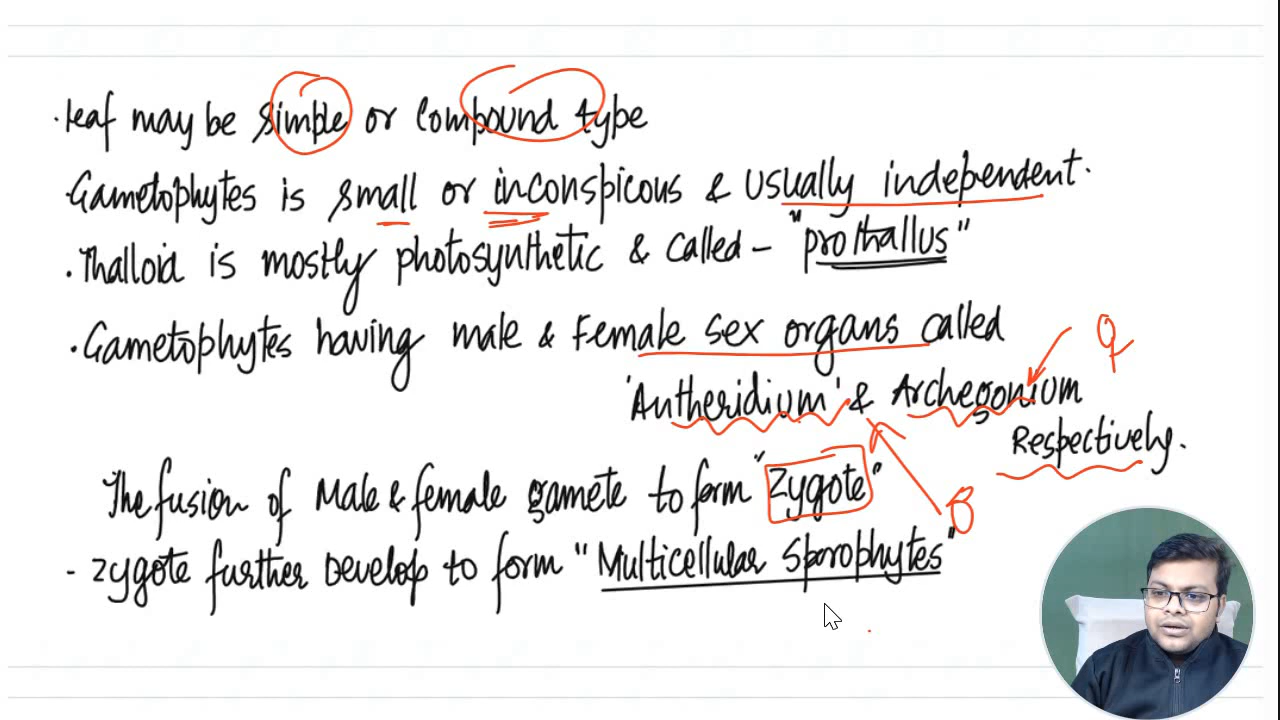 . Leaf may be simple or compound type
. Gametophytes is small or inconspicous & usually independent.
. Thalloid is mostly photosynthetic & called – "prothallus"
. Gametophytes having male & Female sex organs called
'Antheridium' & Archegonium
Respectively.
The fusion of Male & female gamete to form "Zygote"
- Zygote further Develop to form "Multicellular Sporophytes"